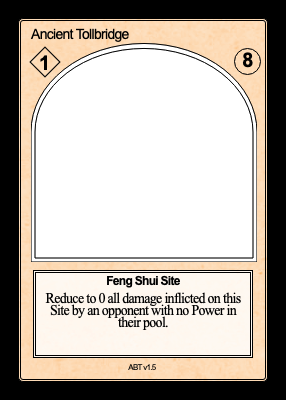 Ancient Tollbridge
1
8
Feng Shui Site
Reduce to 0 all damage inflicted on this
Site by an opponent with no Power in
their pool.
ABT v1.5